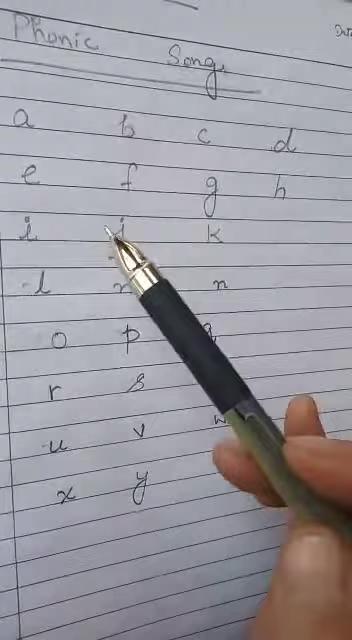 Phonic Song
a b c d
e f g h
i j k
l m n
o p q
r s
u v w
x y